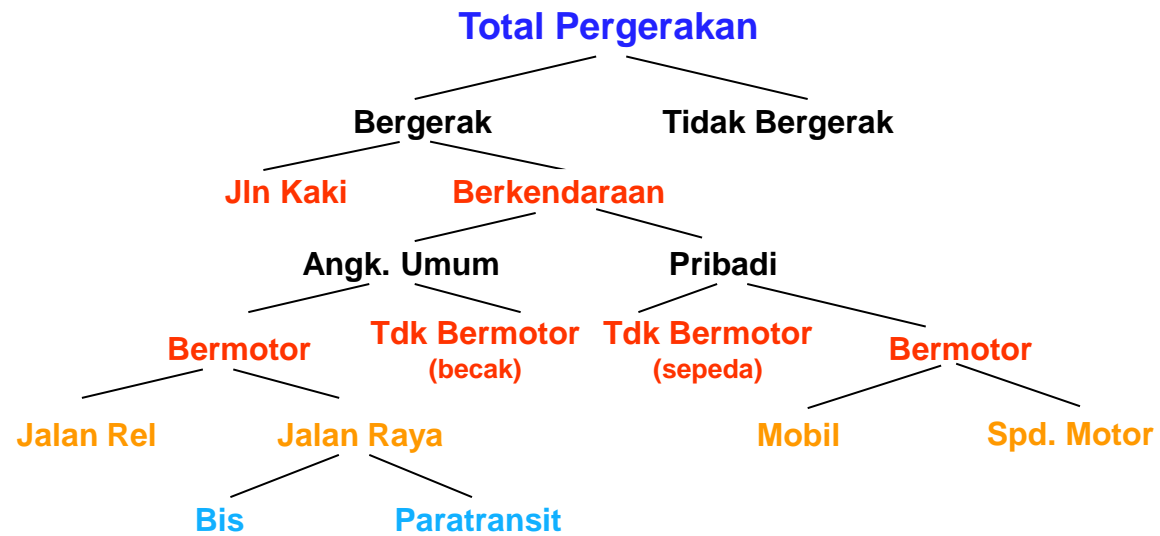 Total Pergerakan
Bergerak
Tidak Bergerak
Jln Kaki
Berkendaraan
Angk. Umum
Pribadi
Bermotor
Tdk Bermotor
(becak)
Tdk Bermotor
(sepeda)
Bermotor
Jalan Rel
Jalan Raya
Mobil
Spd. Motor
Bis
Paratransit